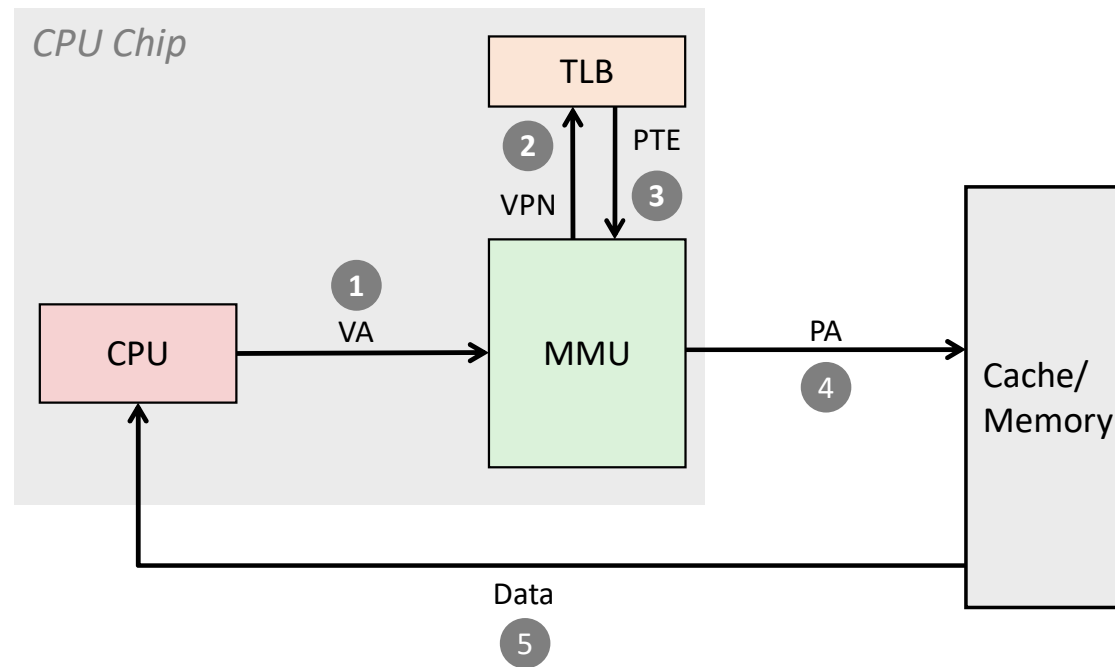 CPU Chip
TLB
2
PTE
VPN
3
1
VA
CPU
MMU
PA
4
Cache/
Memory
Data
5